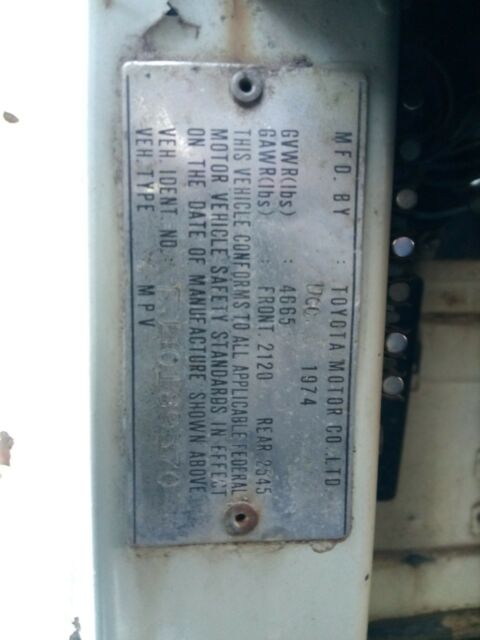 MFD. BY : TOYOTA MOTOR CO.,LTD.
Dec 1974
GVWR(lbs) : 4665
GAWR(lbs) : FRONT 2120 REAR 2545
THIS VEHICLE CONFORMS TO ALL APPLICABLE FEDERAL
MOTOR VEHICLE SAFETY STANDARDS IN EFFECT
ON THE DATE OF MANUFACTURE SHOWN ABOVE
VEH. IDENT. NO.:
VEH. TYPE : MPV